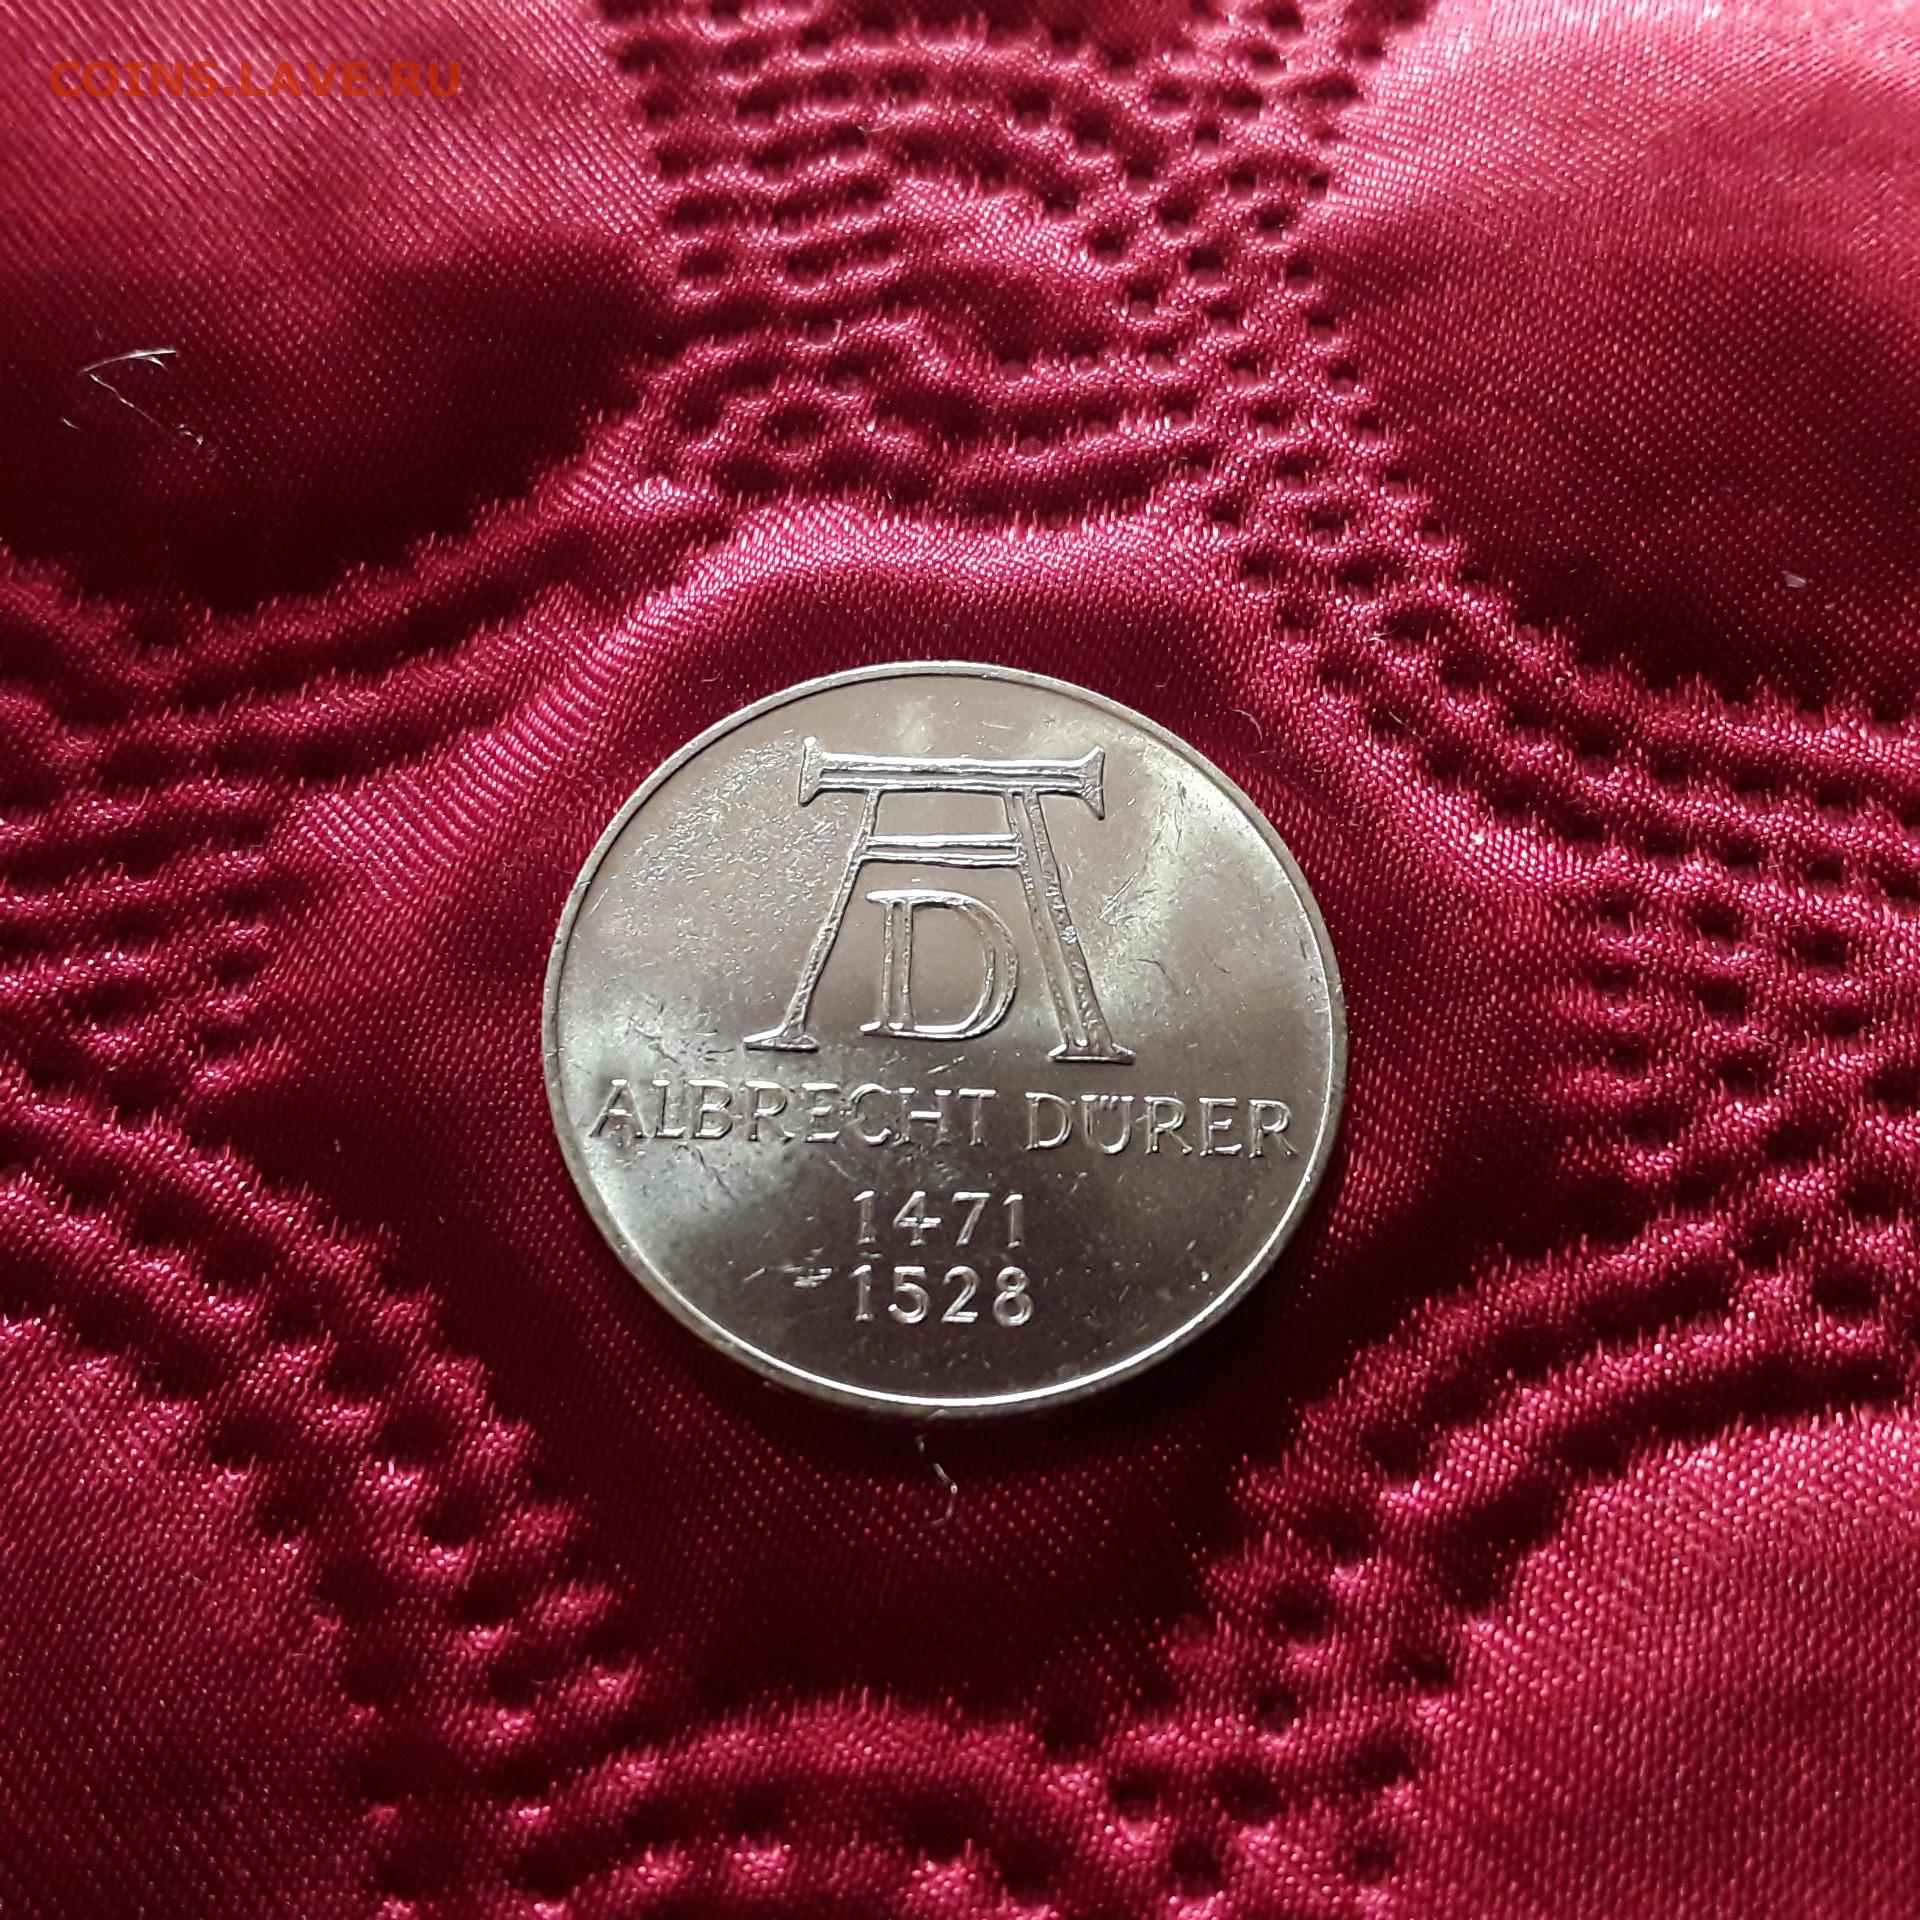 COINS.LAVE.RU
AD
ALBRECHT DÜRER
1471
1528